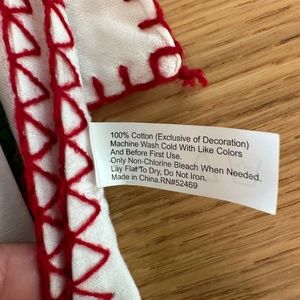 100% Cotton (Exclusive of Decoration)
Machine Wash Cold With Like Colors
And Before First Use.
Only Non-Chlorine Bleach When Needed.
Lay Flat To Dry, Do Not Iron.
Made in China.RN#52469